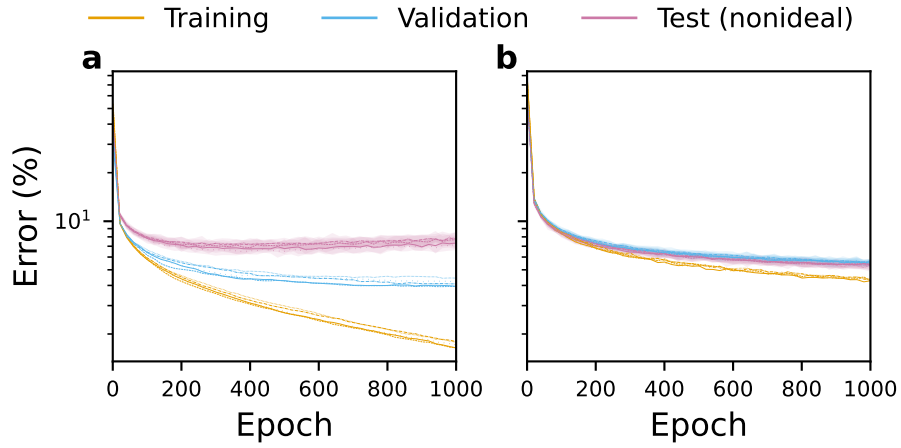 Training Validation Test (nonideal)
a b
Error (%)
10¹
0 200 400 600 800 1000 0 200 400 600 800 1000
Epoch Epoch